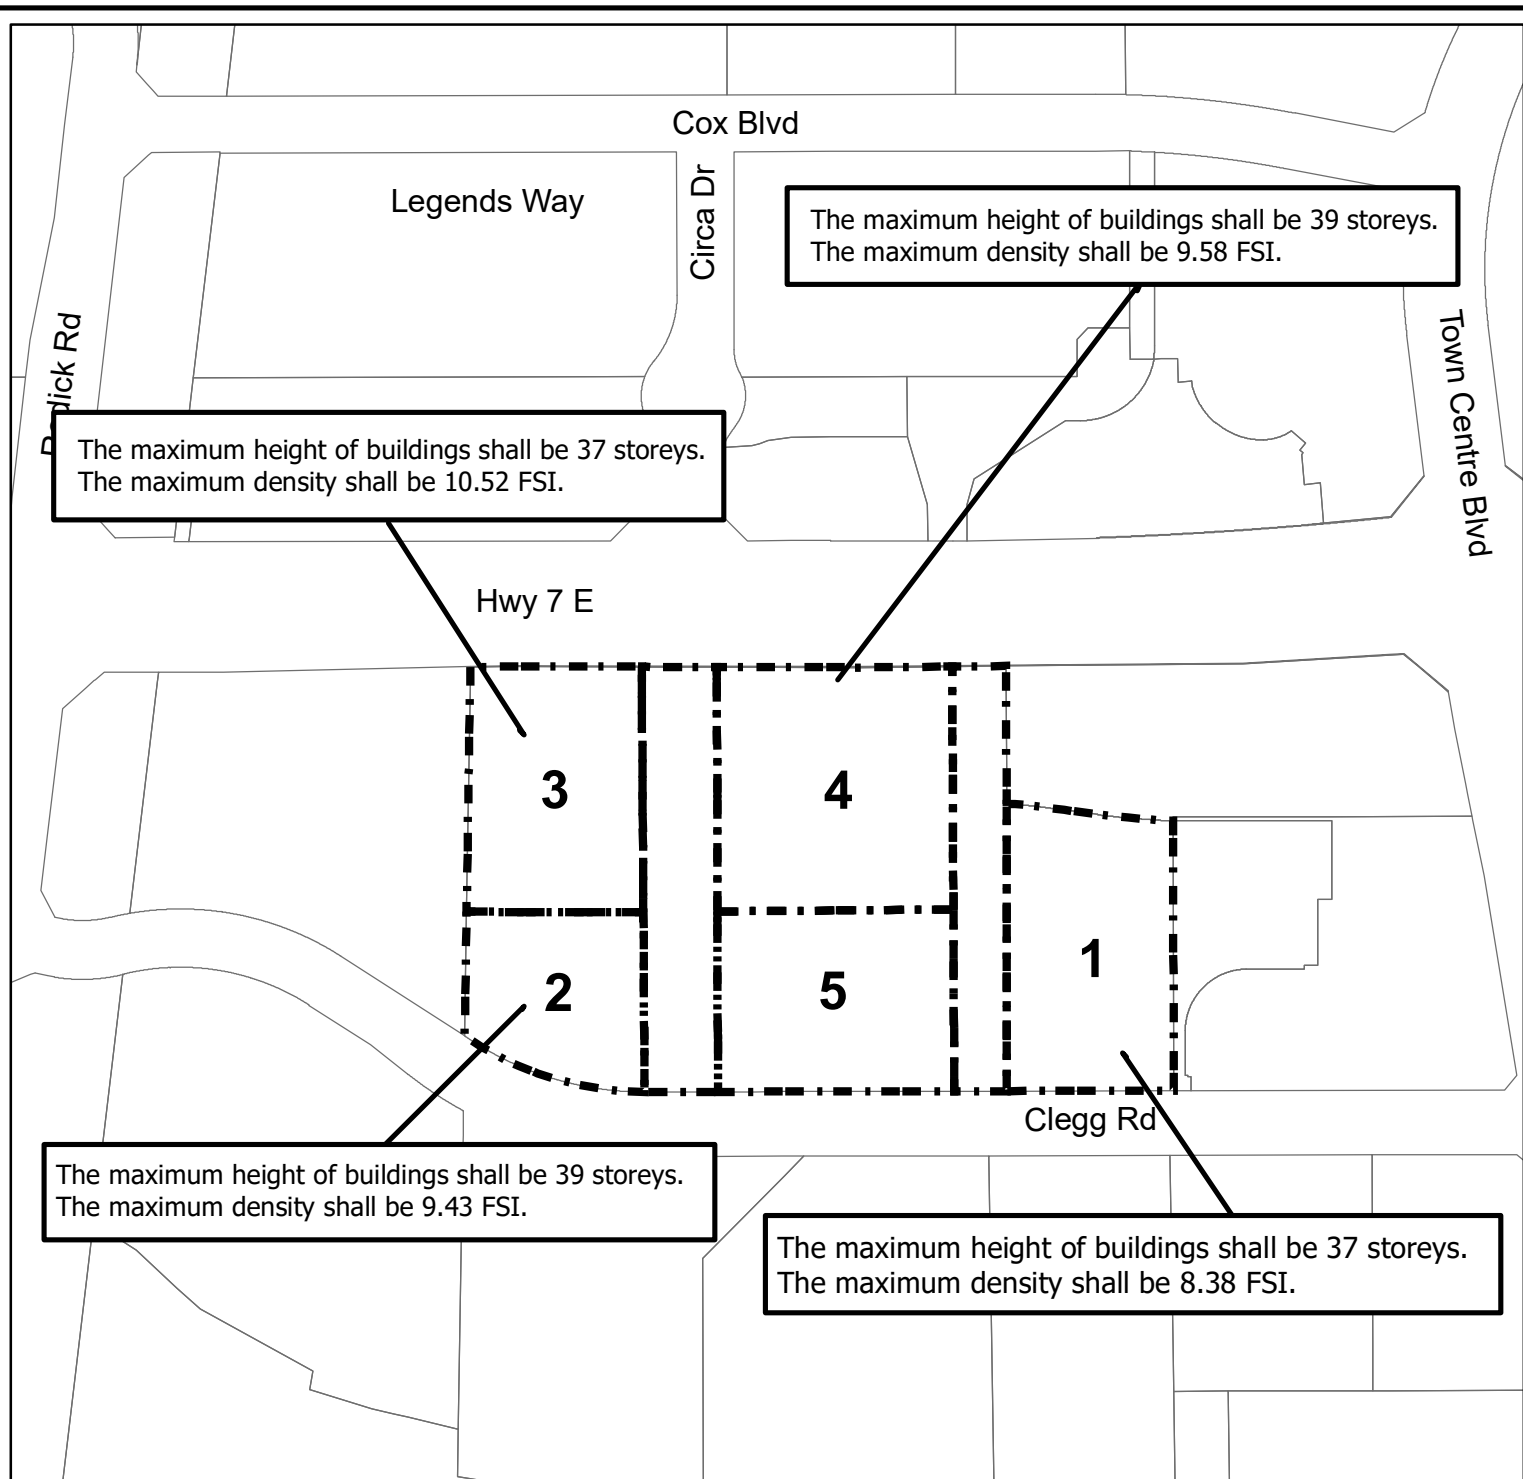 Cox Blvd
Legends Way
Circa Dr
The maximum height of buildings shall be 39 storeys.
The maximum density shall be 9.58 FSI.
Rd
Town Centre Blvd
The maximum height of buildings shall be 37 storeys.
The maximum density shall be 10.52 FSI.
Hwy 7 E
3
4
1
2
5
Clegg Rd
The maximum height of buildings shall be 39 storeys.
The maximum density shall be 9.43 FSI.
The maximum height of buildings shall be 37 storeys.
The maximum density shall be 8.38 FSI.